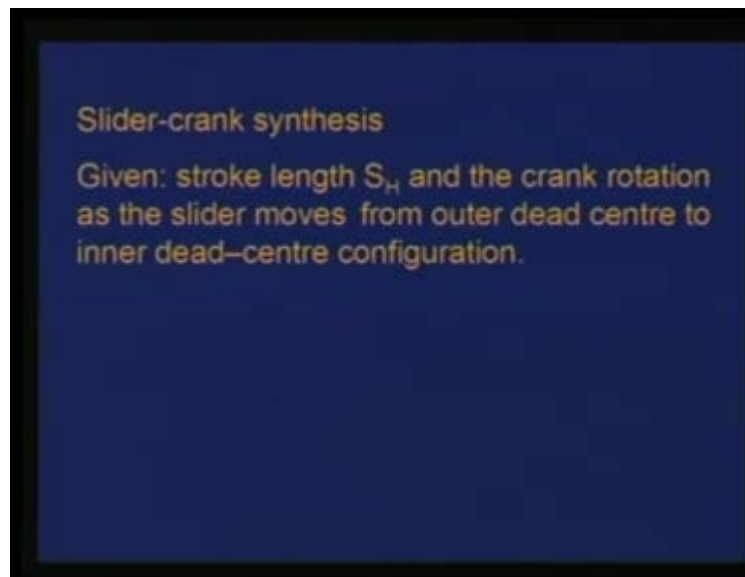 Slider-crank synthesis
Given: stroke length S_H and the crank rotation
as the slider moves from outer dead centre to
inner dead–centre configuration.